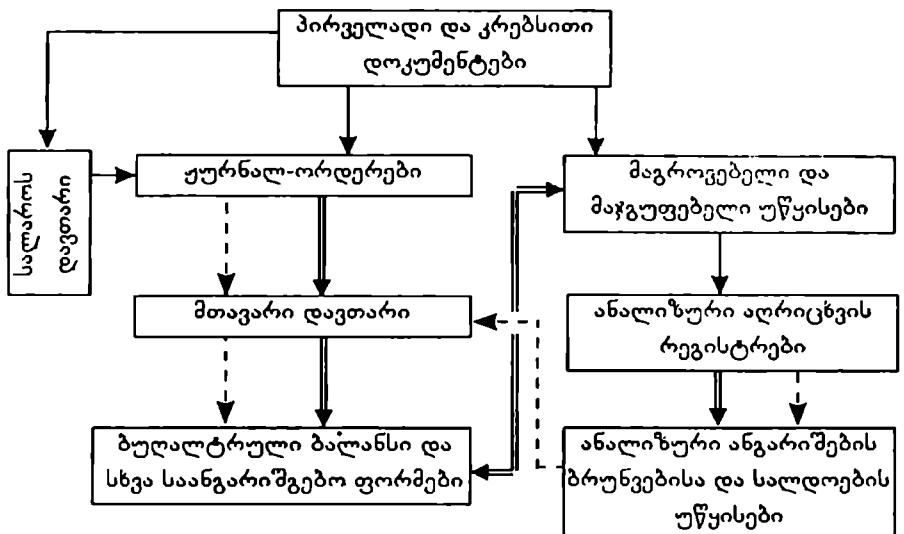 პირველადი და კრებსითი
დოკუმენტები
სალაროს
დავთარი
ჟურნალ-ორდერები
მაგროვებელი და
მაჯგუფებელი უწყისები
მთავარი დავთარი
ანალიზური აღრიცხვის
რეგისტრები
ბუღალტრული ბალანსი და
სხვა საანგარიშგებო ფორმები
ანალიზური ანგარიშების
ბრუნვებისა და სალდოების
უწყისები